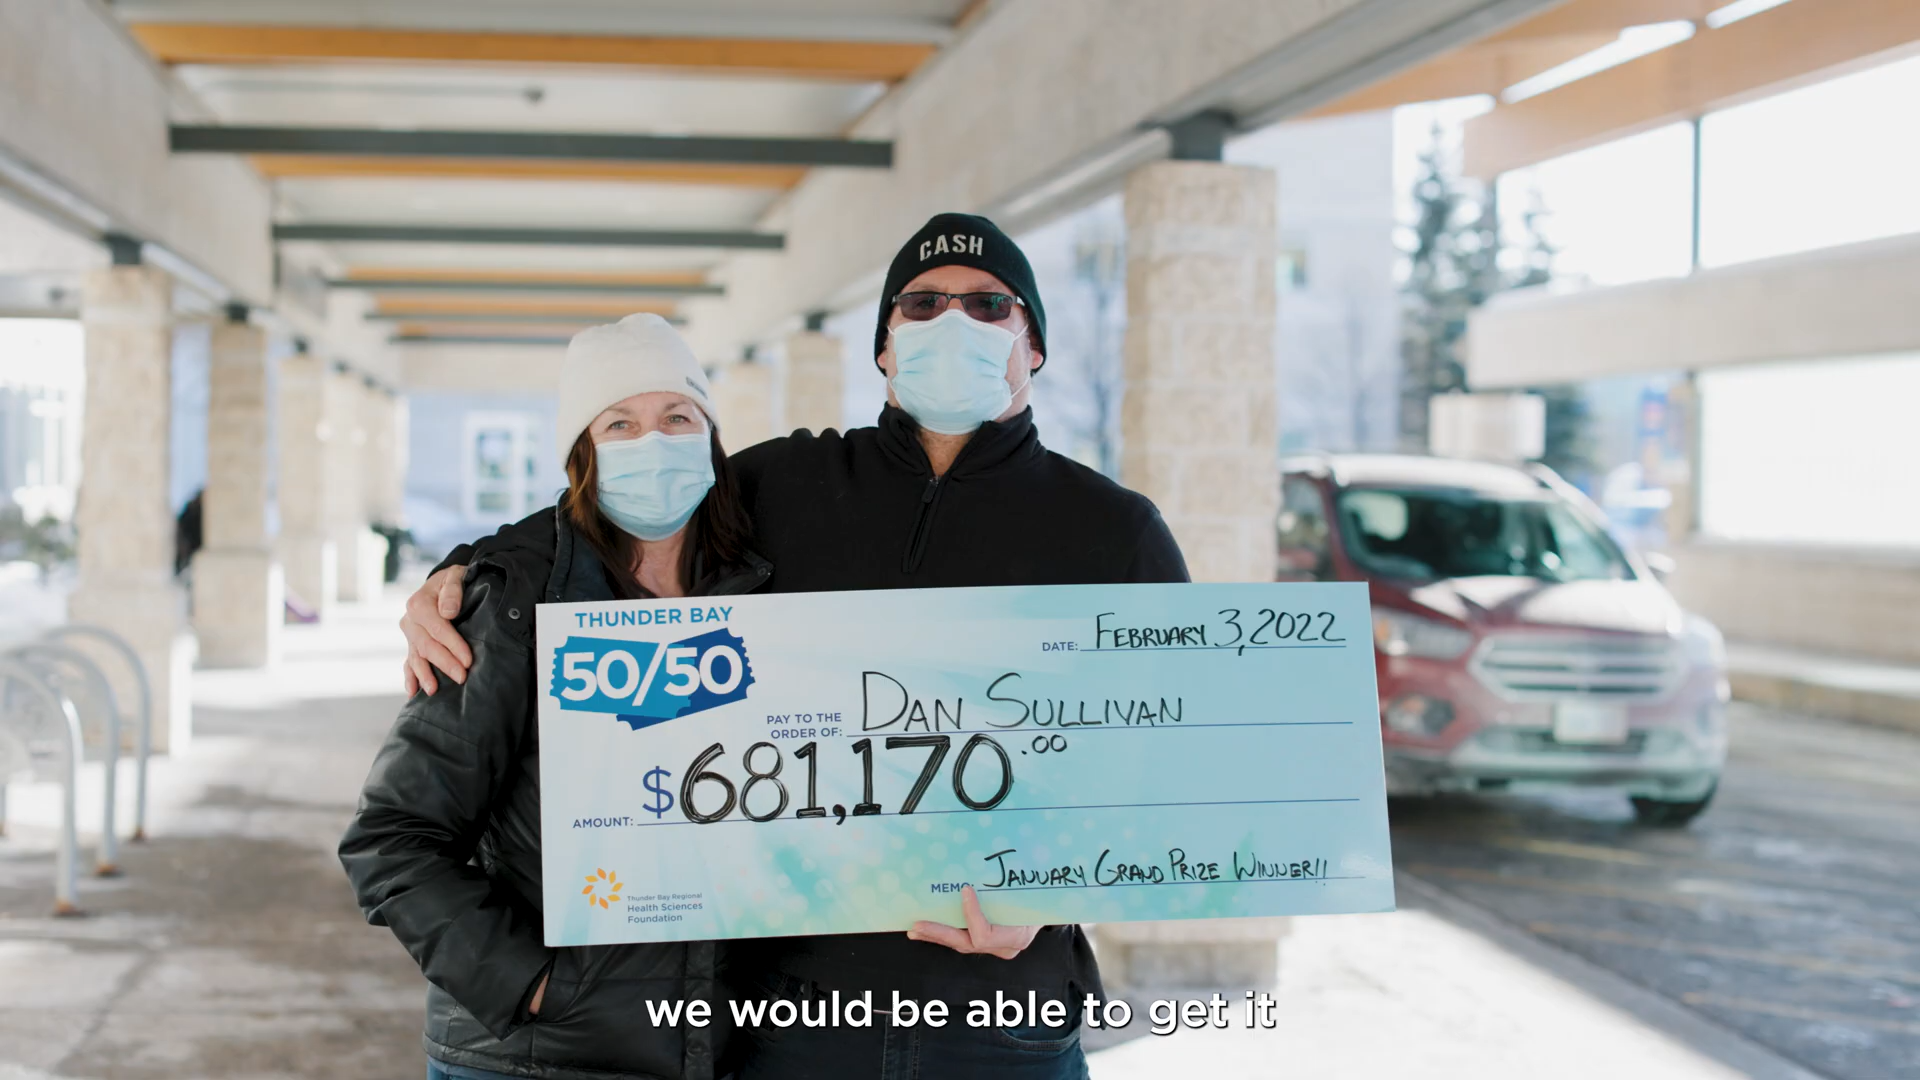 CASH
THUNDER BAY
50/50
DATE: FEBRUARY 3, 2022
PAY TO THE
ORDER OF: DAN SULLIVAN
AMOUNT: $681,170.00
MEMO: JANUARY GRAND PRIZE WINNER!!
Thunder Bay Regional
Health Sciences
Foundation
we would be able to get it